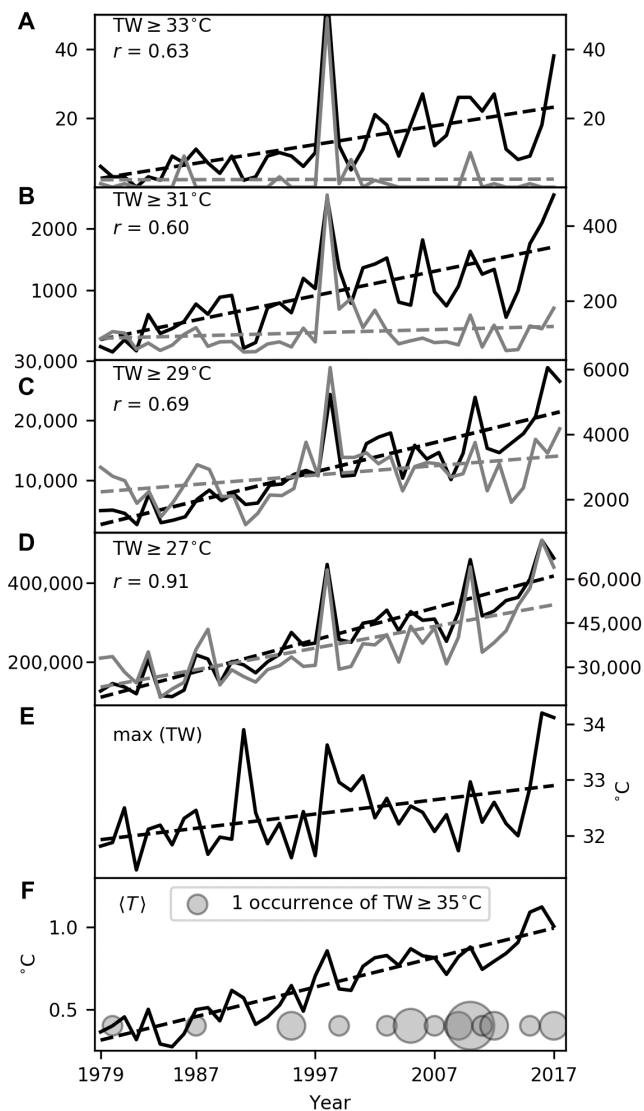 A
TW ≥ 33°C
r = 0.63
40
20
40
20
B
TW ≥ 31°C
r = 0.60
2000
1000
400
200
30,000
C
TW ≥ 29°C
r = 0.69
20,000
10,000
6000
4000
2000
D
TW ≥ 27°C
r = 0.91
400,000
200,000
60,000
45,000
30,000
E
max (TW)
34
33
32
°C
F
⟨T⟩
1 occurrence of TW ≥ 35°C
1.0
0.5
°C
1979 1987 1997 2007 2017
Year